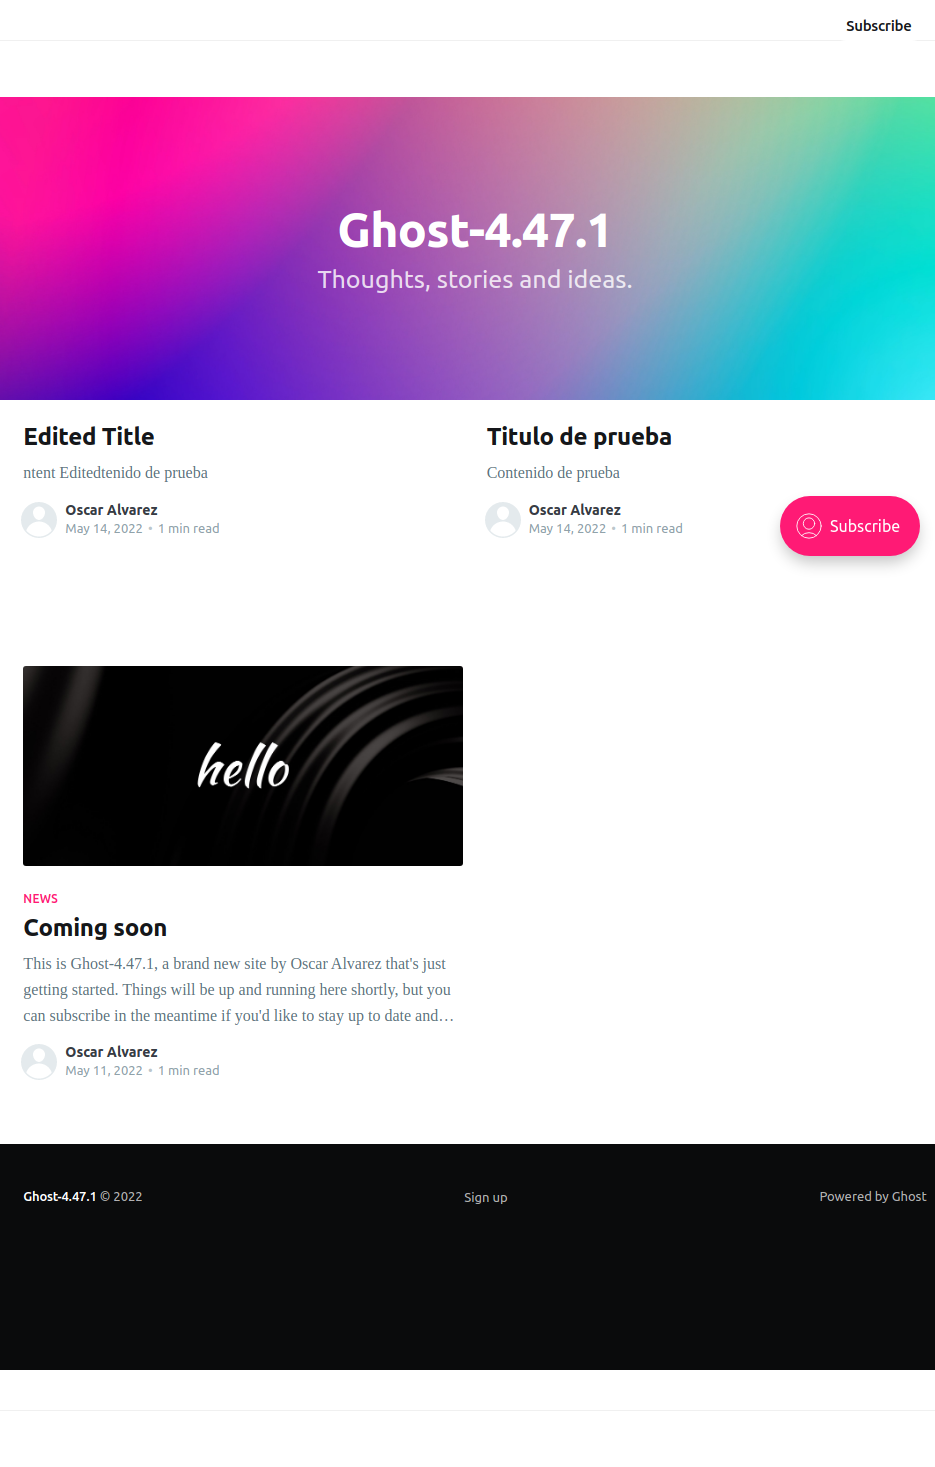 Subscribe
Ghost-4.47.1
Thoughts, stories and ideas.
Edited Title
ntent Editedtenido de prueba
Oscar Alvarez
May 14, 2022 • 1 min read
Titulo de prueba
Contenido de prueba
Oscar Alvarez
May 14, 2022 • 1 min read
Subscribe
hello
NEWS
Coming soon
This is Ghost-4.47.1, a brand new site by Oscar Alvarez that's just
getting started. Things will be up and running here shortly, but you
can subscribe in the meantime if you'd like to stay up to date and…
Oscar Alvarez
May 11, 2022 • 1 min read
Ghost-4.47.1 © 2022
Sign up
Powered by Ghost